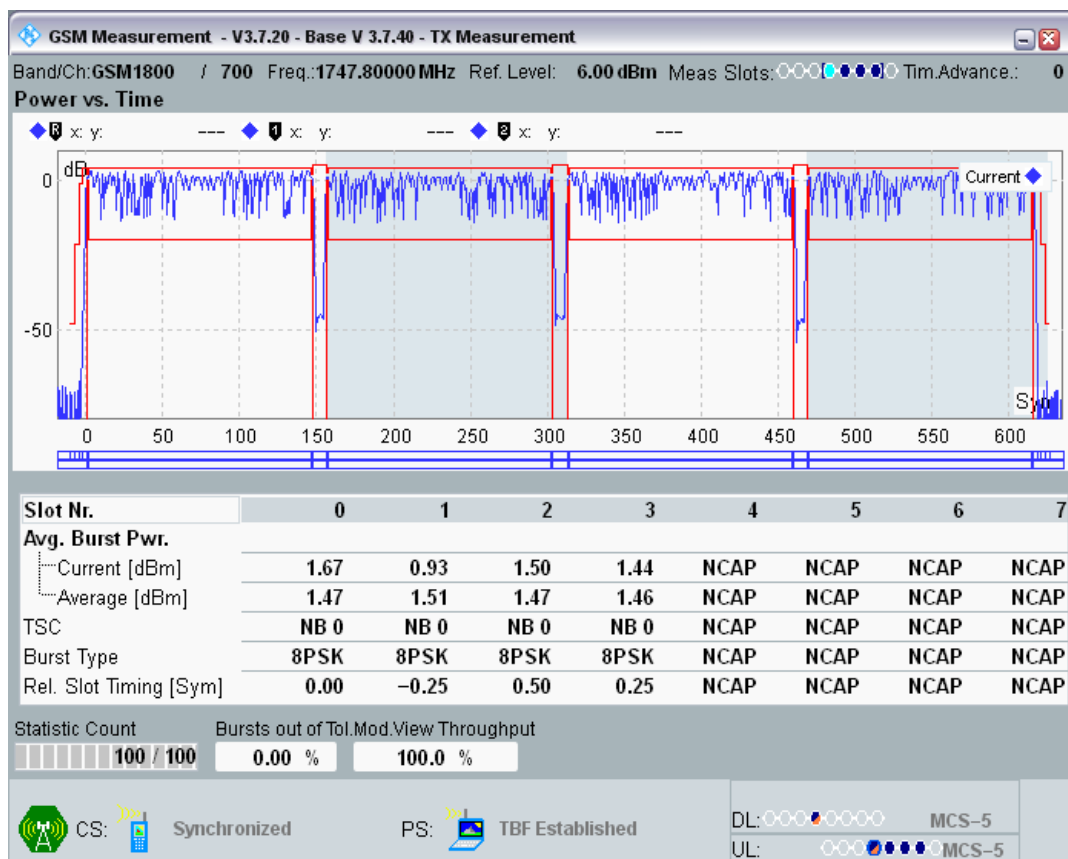 GSM Measurement - V3.7.20 - Base V 3.7.40 - TX Measurement
Band/Ch:GSM1800 / 700 Freq.:1747.80000 MHz Ref. Level: 6.00 dBm Meas Slots: Tim.Advance.: 0
Power vs. Time
R x: y: --- 1 x: y: --- 2 x: y: ---
dB
0
Current
-50
Sym
0 50 100 150 200 250 300 350 400 450 500 550 600
Slot Nr. 0 1 2 3 4 5 6 7
Avg. Burst Pwr.
Current [dBm] 1.67 0.93 1.50 1.44 NCAP NCAP NCAP NCAP
Average [dBm] 1.47 1.51 1.47 1.46 NCAP NCAP NCAP NCAP
TSC NB 0 NB 0 NB 0 NB 0 NCAP NCAP NCAP NCAP
Burst Type 8PSK 8PSK 8PSK 8PSK NCAP NCAP NCAP NCAP
Rel. Slot Timing [Sym] 0.00 −0.25 0.50 0.25 NCAP NCAP NCAP NCAP
Statistic Count Bursts out of Tol.Mod.View Throughput
100 / 100 0.00 % 100.0 %
CS: Synchronized PS: TBF Established
DL: MCS−5
UL: MCS−5